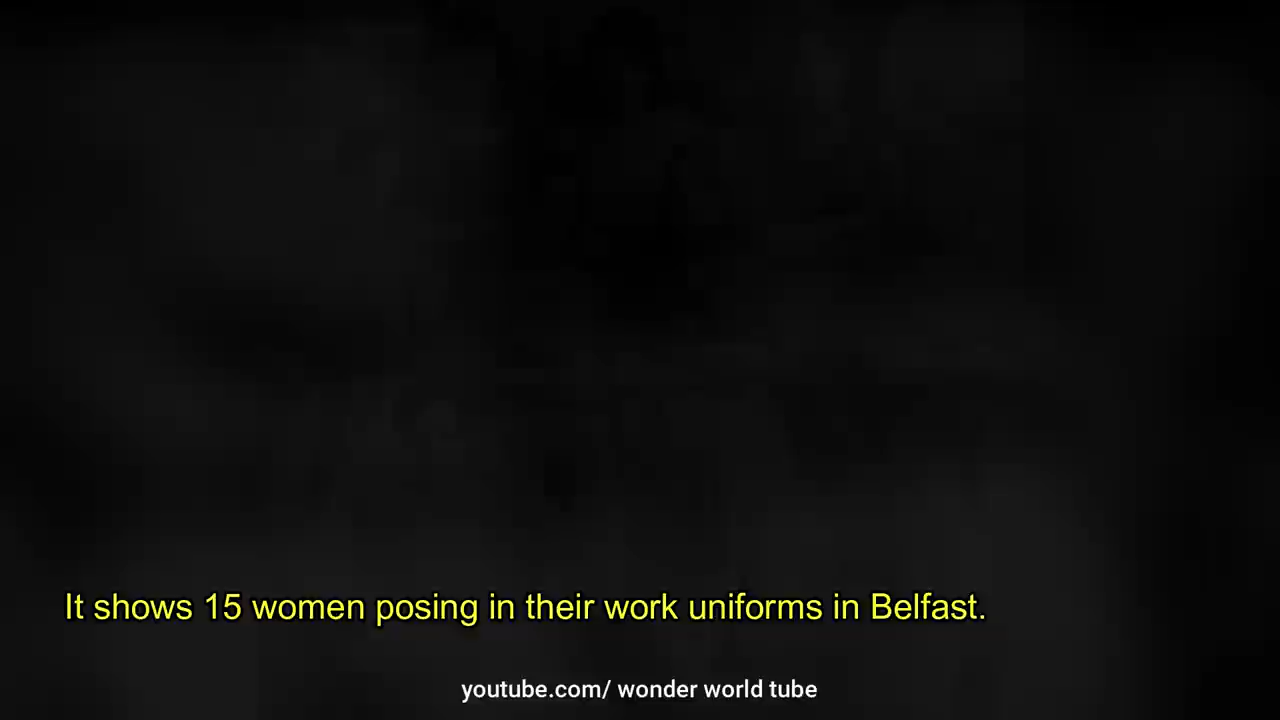 It shows 15 women posing in their work uniforms in Belfast.
youtube.com/ wonder world tube